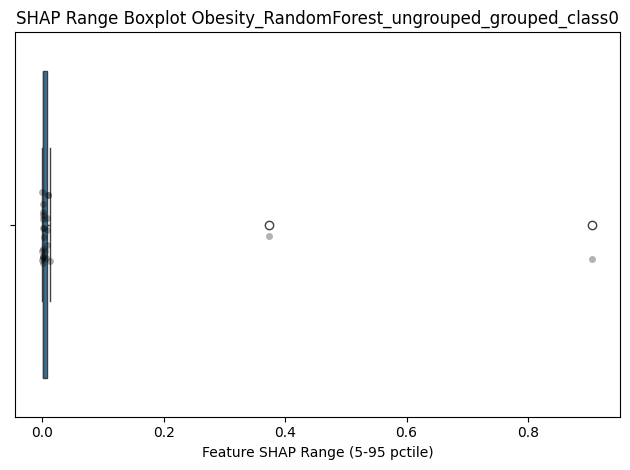 SHAP Range Boxplot Obesity_RandomForest_ungrouped_grouped_class0
0.0 0.2 0.4 0.6 0.8
Feature SHAP Range (5-95 pctile)